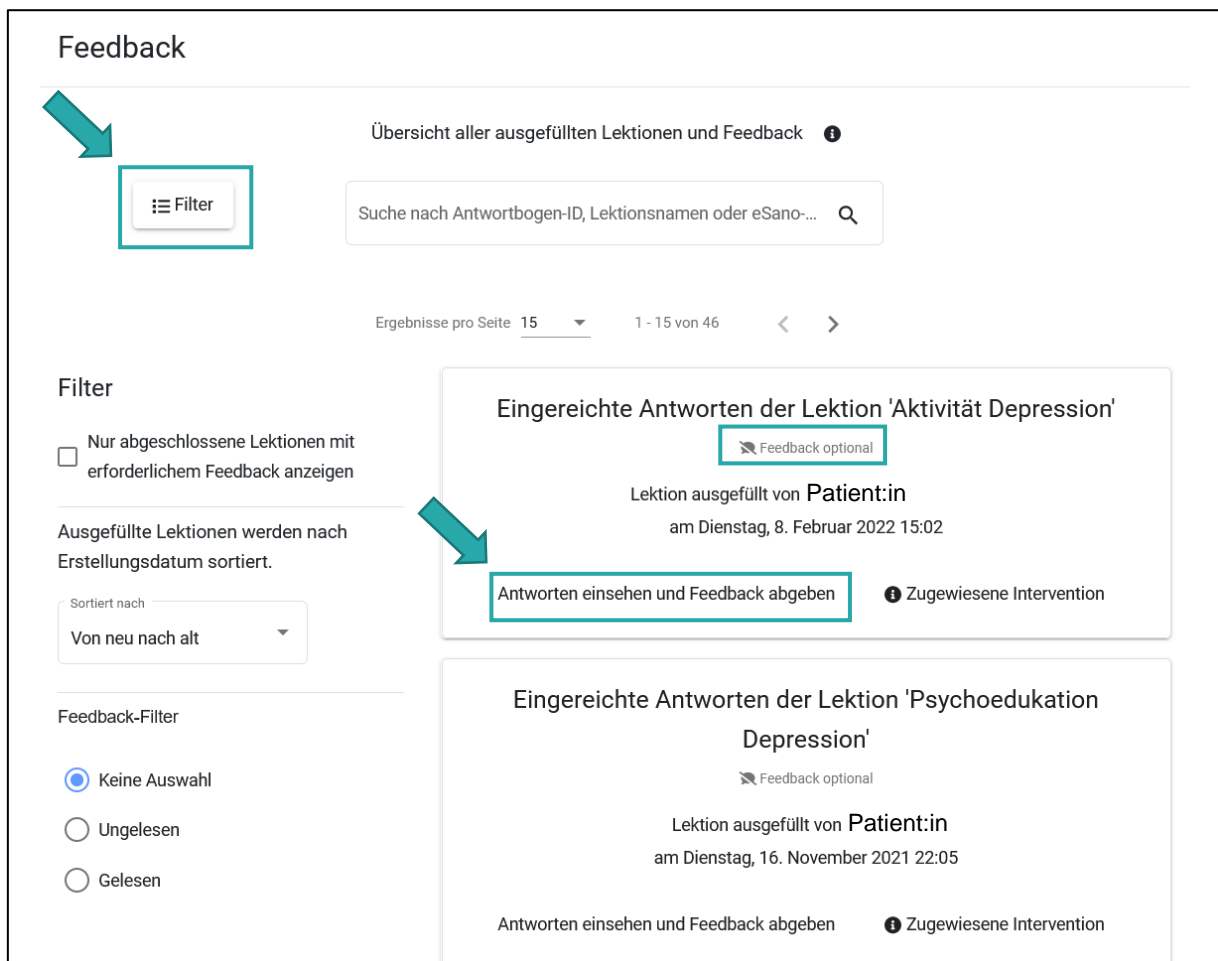 Feedback
Übersicht aller ausgefüllten Lektionen und Feedback
Filter
Suche nach Antwortbogen-ID, Lektionsnamen oder eSano-...
Ergebnisse pro Seite 15 1 - 15 von 46
Filter
Nur abgeschlossene Lektionen mit
erforderlichem Feedback anzeigen
Ausgefüllte Lektionen werden nach
Erstellungsdatum sortiert.
Sortiert nach
Von neu nach alt
Feedback-Filter
Keine Auswahl
Ungelesen
Gelesen
Eingereichte Antworten der Lektion 'Aktivität Depression'
Feedback optional
Lektion ausgefüllt von Patient:in
am Dienstag, 8. Februar 2022 15:02
Antworten einsehen und Feedback abgeben Zugewiesene Intervention
Eingereichte Antworten der Lektion 'Psychoedukation
Depression'
Feedback optional
Lektion ausgefüllt von Patient:in
am Dienstag, 16. November 2021 22:05
Antworten einsehen und Feedback abgeben Zugewiesene Intervention